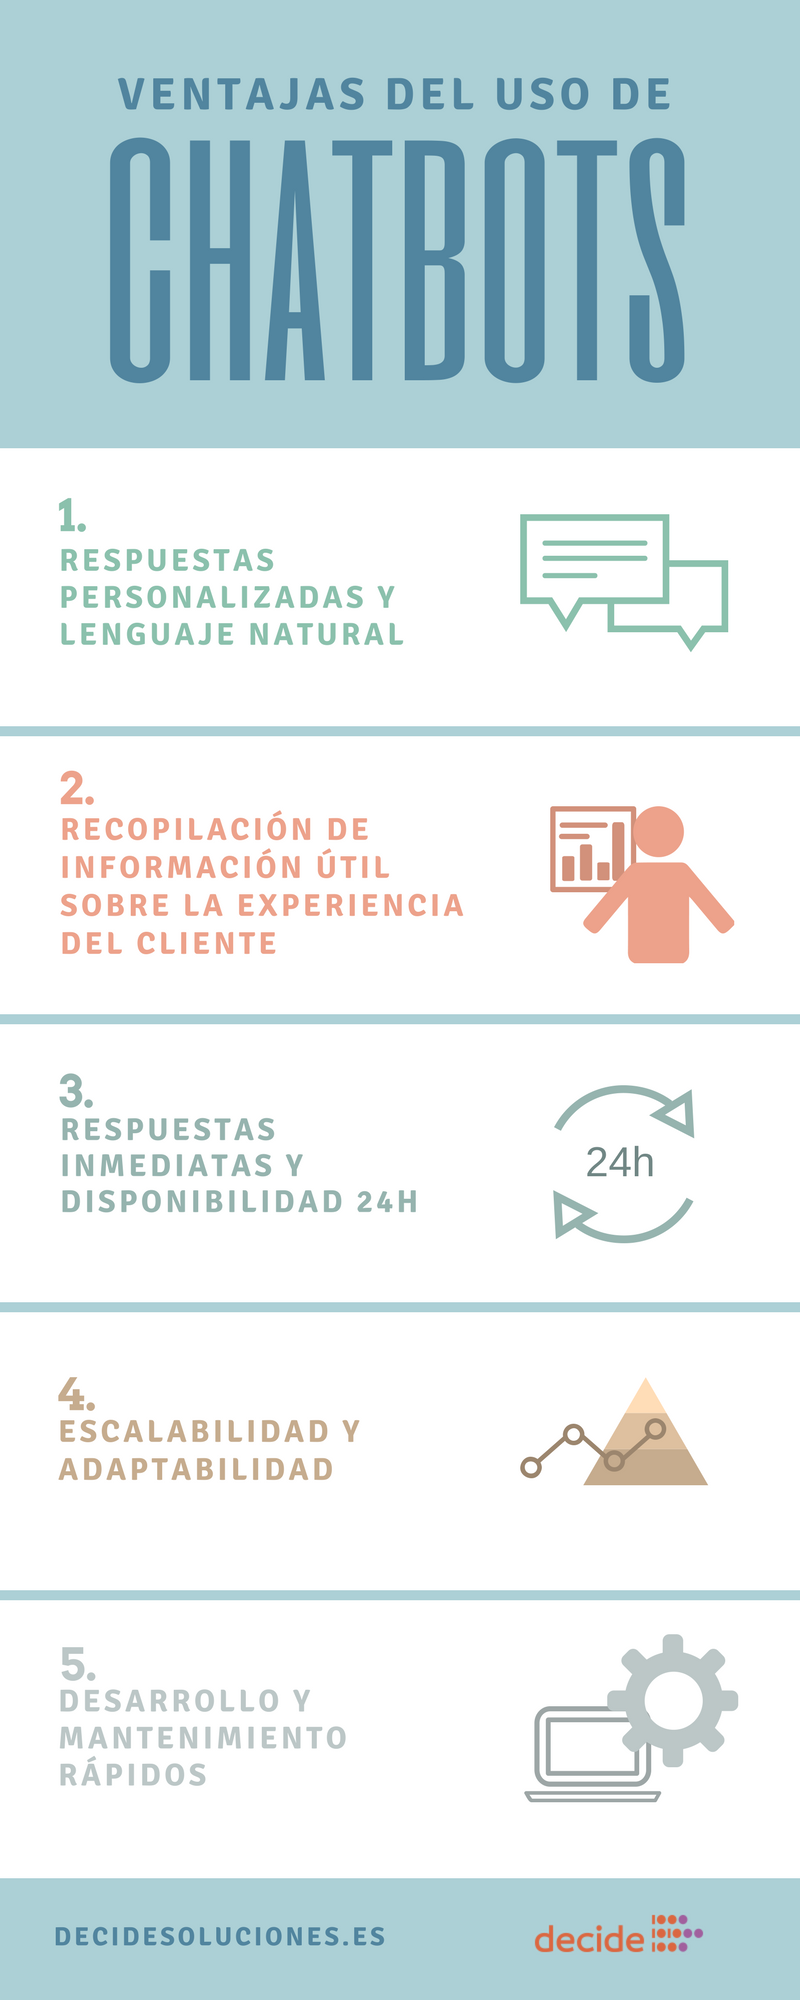 VENTAJAS DEL USO DE
CHATBOTS
1.
RESPUESTAS
PERSONALIZADAS Y
LENGUAJE NATURAL
2.
RECOPILACIÓN DE
INFORMACIÓN ÚTIL
SOBRE LA EXPERIENCIA
DEL CLIENTE
3.
RESPUESTAS
INMEDIATAS Y
DISPONIBILIDAD 24H
24h
4.
ESCALABILIDAD Y
ADAPTABILIDAD
5.
DESARROLLO Y
MANTENIMIENTO
RÁPIDOS
DECIDESOLUCIONES.ES
decide